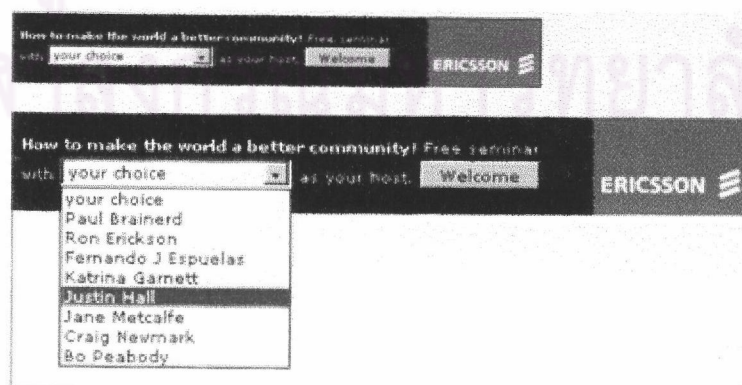 How to make the world a better community! Free seminar
with your choice as your host. Welcome
ERICSSON
How to make the world a better community! Free seminar
with your choice as your host. Welcome
ERICSSON
your choice
Paul Brainerd
Ron Erickson
Fernando J Espuelas
Katrina Garnett
Justin Hall
Jane Metcalfe
Craig Newmark
Bo Peabody